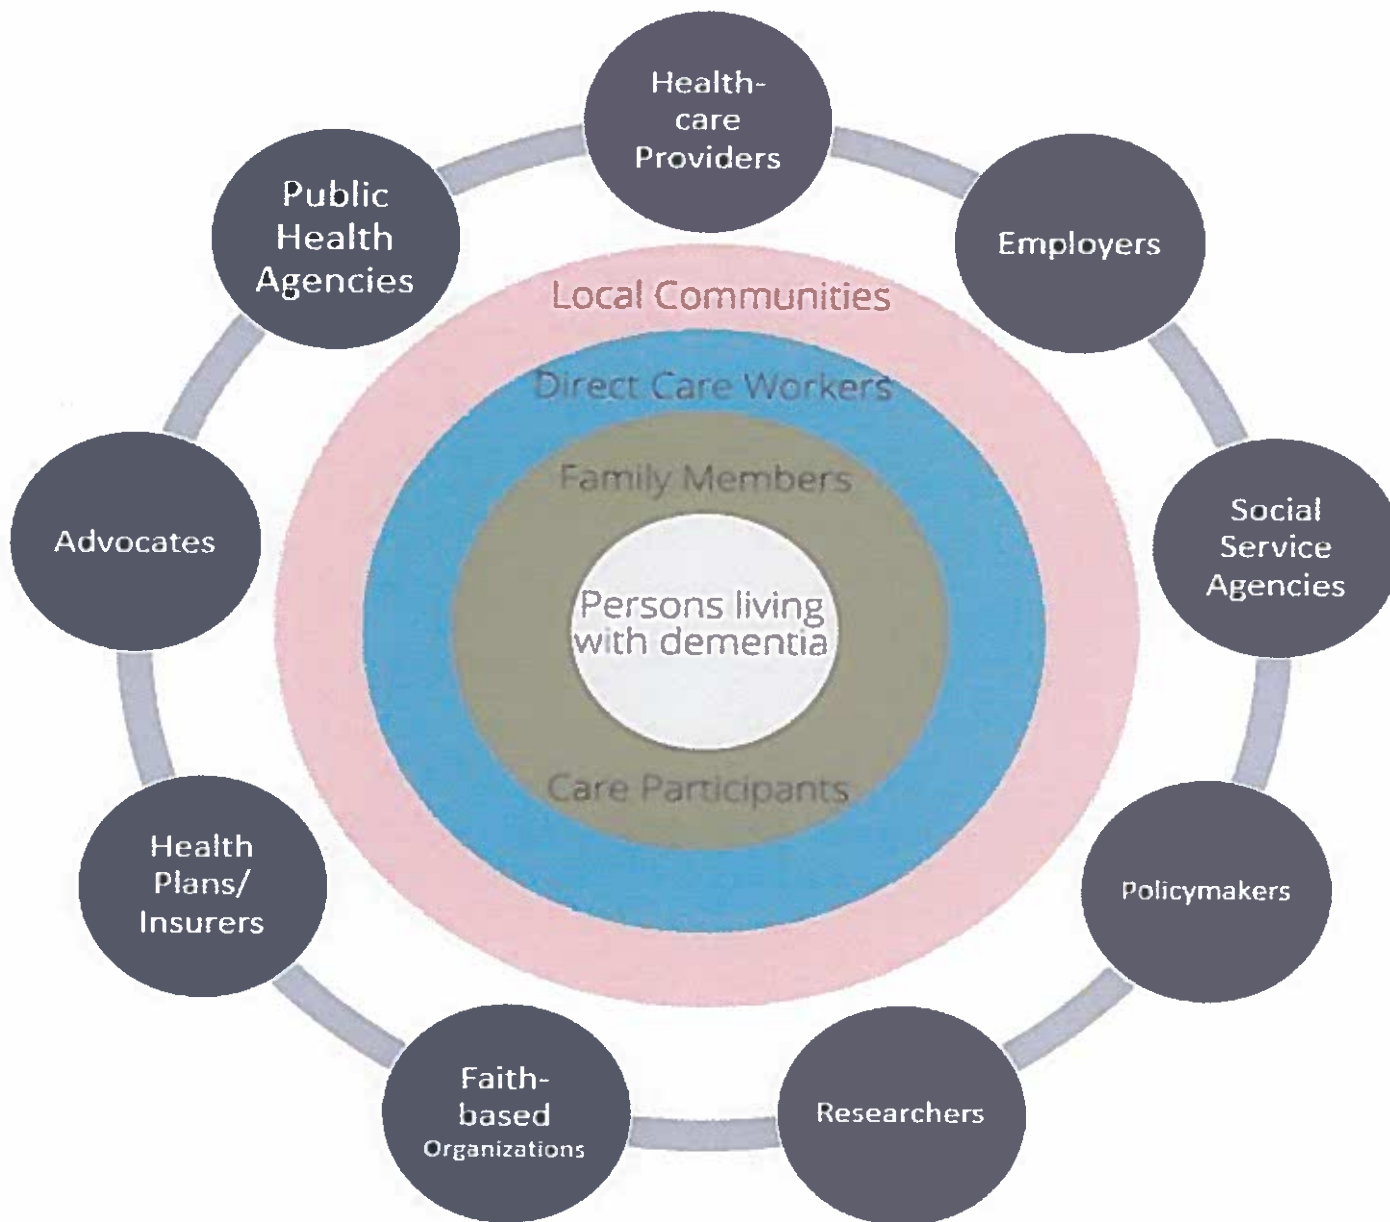 Health-
care
Providers
Public
Health
Agencies
Employers
Local Communities
Direct Care Workers
Family Members
Advocates
Social
Service
Agencies
Persons living
with dementia
Care Participants
Health
Plans/
Insurers
Policymakers
Faith-
based
Organizations
Researchers